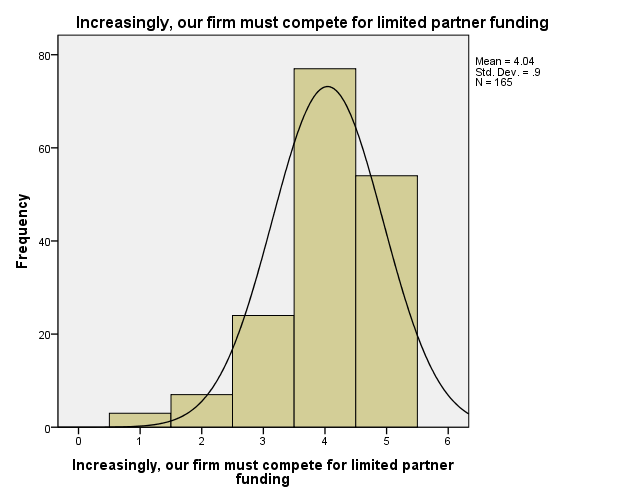 Increasingly, our firm must compete for limited partner funding
Mean = 4.04
Std. Dev. = .9
N = 165
80
60
40
20
0
Frequency
0 1 2 3 4 5 6
Increasingly, our firm must compete for limited partner
funding